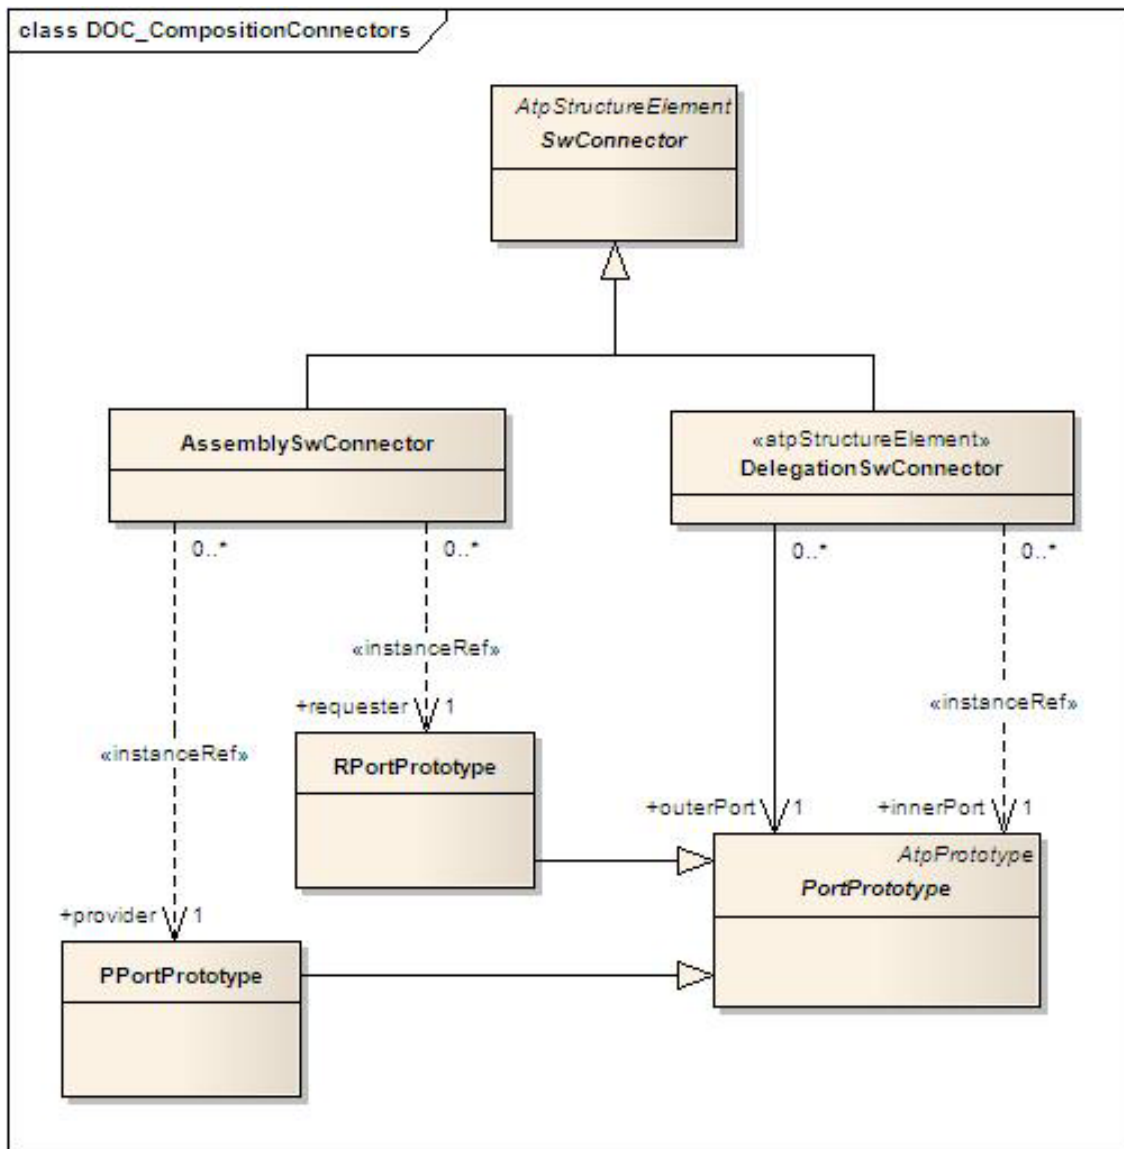 class DOC_CompositionConnectors
AtpStructureElement
SwConnector
AssemblySwConnector
«atpStructureElement»
DelegationSwConnector
0..*
0..*
0..*
0..*
«instanceRef»
«instanceRef»
+requester 1
«instanceRef»
RPortPrototype
+outerPort 1
+innerPort 1
AtpPrototype
PortPrototype
+provider 1
PPortPrototype